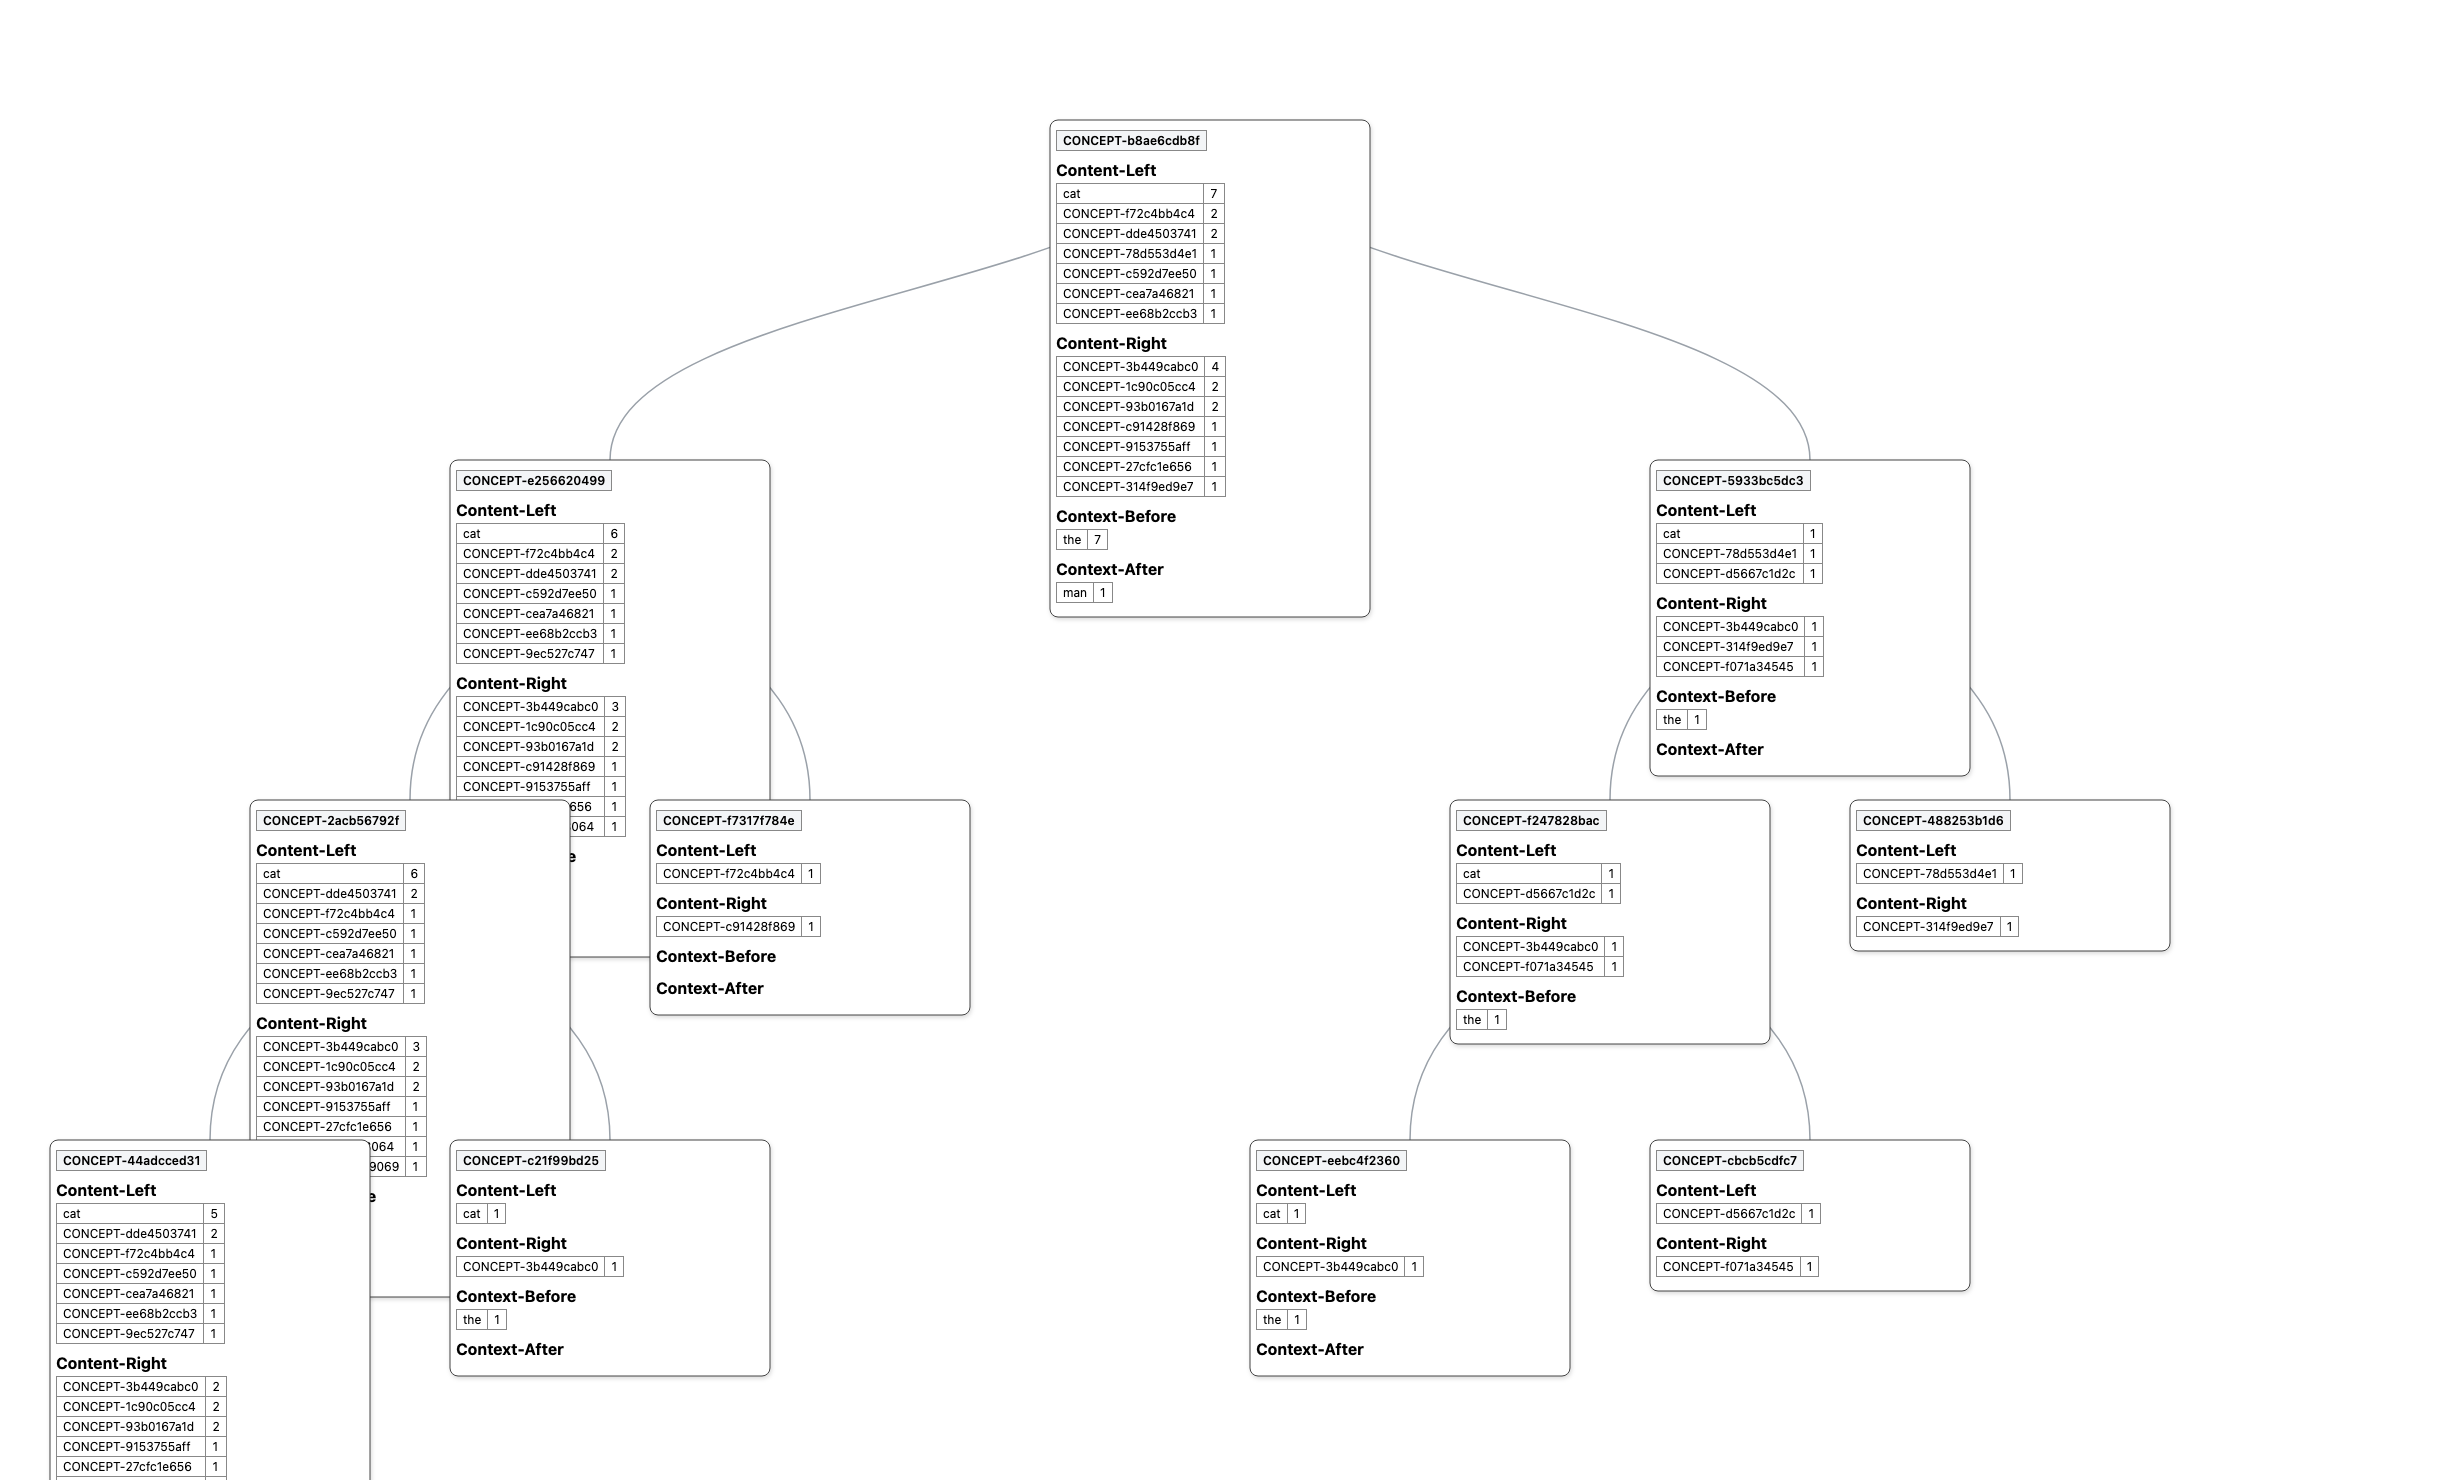 CONCEPT-b8ae6cdb8f
Content-Left
cat 7
CONCEPT-f72c4bb4c4 2
CONCEPT-dde4503741 2
CONCEPT-78d553d4e1 1
CONCEPT-c592d7ee50 1
CONCEPT-cea7a46821 1
CONCEPT-ee68b2ccb3 1
Content-Right
CONCEPT-3b449cabc0 4
CONCEPT-1c90c05cc4 2
CONCEPT-93b0167a1d 2
CONCEPT-c91428f869 1
CONCEPT-9153755aff 1
CONCEPT-27cfc1e656 1
CONCEPT-314f9ed9e7 1
Context-Before
the 7
Context-After
man 1
CONCEPT-e256620499
Content-Left
cat 6
CONCEPT-f72c4bb4c4 2
CONCEPT-dde4503741 2
CONCEPT-c592d7ee50 1
CONCEPT-cea7a46821 1
CONCEPT-ee68b2ccb3 1
CONCEPT-9ec527c747 1
Content-Right
CONCEPT-3b449cabc0 3
CONCEPT-1c90c05cc4 2
CONCEPT-93b0167a1d 2
CONCEPT-c91428f869 1
CONCEPT-9153755aff 1
656 1
064 1
e
CONCEPT-5933bc5dc3
Content-Left
cat 1
CONCEPT-78d553d4e1 1
CONCEPT-d5667c1d2c 1
Content-Right
CONCEPT-3b449cabc0 1
CONCEPT-314f9ed9e7 1
CONCEPT-f071a34545 1
Context-Before
the 1
Context-After
CONCEPT-2acb56792f
Content-Left
cat 6
CONCEPT-dde4503741 2
CONCEPT-f72c4bb4c4 1
CONCEPT-c592d7ee50 1
CONCEPT-cea7a46821 1
CONCEPT-ee68b2ccb3 1
CONCEPT-9ec527c747 1
Content-Right
CONCEPT-3b449cabc0 3
CONCEPT-1c90c05cc4 2
CONCEPT-93b0167a1d 2
CONCEPT-9153755aff 1
CONCEPT-27cfc1e656 1
064 1
9069 1
e
CONCEPT-f7317f784e
Content-Left
CONCEPT-f72c4bb4c4 1
Content-Right
CONCEPT-c91428f869 1
Context-Before
Context-After
CONCEPT-f247828bac
Content-Left
cat 1
CONCEPT-d5667c1d2c 1
Content-Right
CONCEPT-3b449cabc0 1
CONCEPT-f071a34545 1
Context-Before
the 1
CONCEPT-488253b1d6
Content-Left
CONCEPT-78d553d4e1 1
Content-Right
CONCEPT-314f9ed9e7 1
CONCEPT-44adcced31
Content-Left
cat 5
CONCEPT-dde4503741 2
CONCEPT-f72c4bb4c4 1
CONCEPT-c592d7ee50 1
CONCEPT-cea7a46821 1
CONCEPT-ee68b2ccb3 1
CONCEPT-9ec527c747 1
Content-Right
CONCEPT-3b449cabc0 2
CONCEPT-1c90c05cc4 2
CONCEPT-93b0167a1d 2
CONCEPT-9153755aff 1
CONCEPT-27cfc1e656 1
CONCEPT-c21f99bd25
Content-Left
cat 1
Content-Right
CONCEPT-3b449cabc0 1
Context-Before
the 1
Context-After
CONCEPT-eebc4f2360
Content-Left
cat 1
Content-Right
CONCEPT-3b449cabc0 1
Context-Before
the 1
Context-After
CONCEPT-cbcb5cdfc7
Content-Left
CONCEPT-d5667c1d2c 1
Content-Right
CONCEPT-f071a34545 1